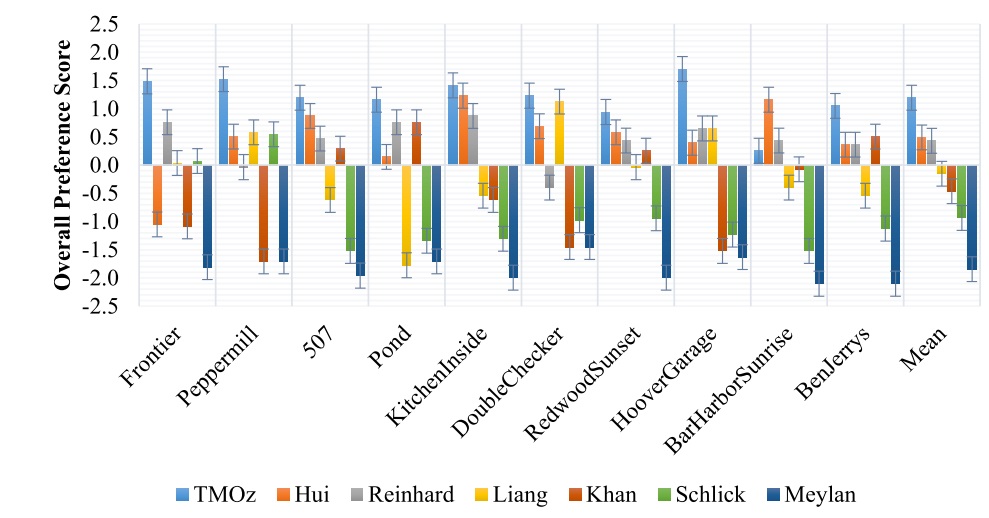 Overall Preference Score
2.5
2.0
1.5
1.0
0.5
0.0
-0.5
-1.0
-1.5
-2.0
-2.5
Frontier
Peppermill
507
Pond
KitchenInside
DoubleChecker
RedwoodSunset
HooverGarage
BarHarborSunrise
BenJerrys
Mean
TMOz Hui Reinhard Liang Khan Schlick Meylan